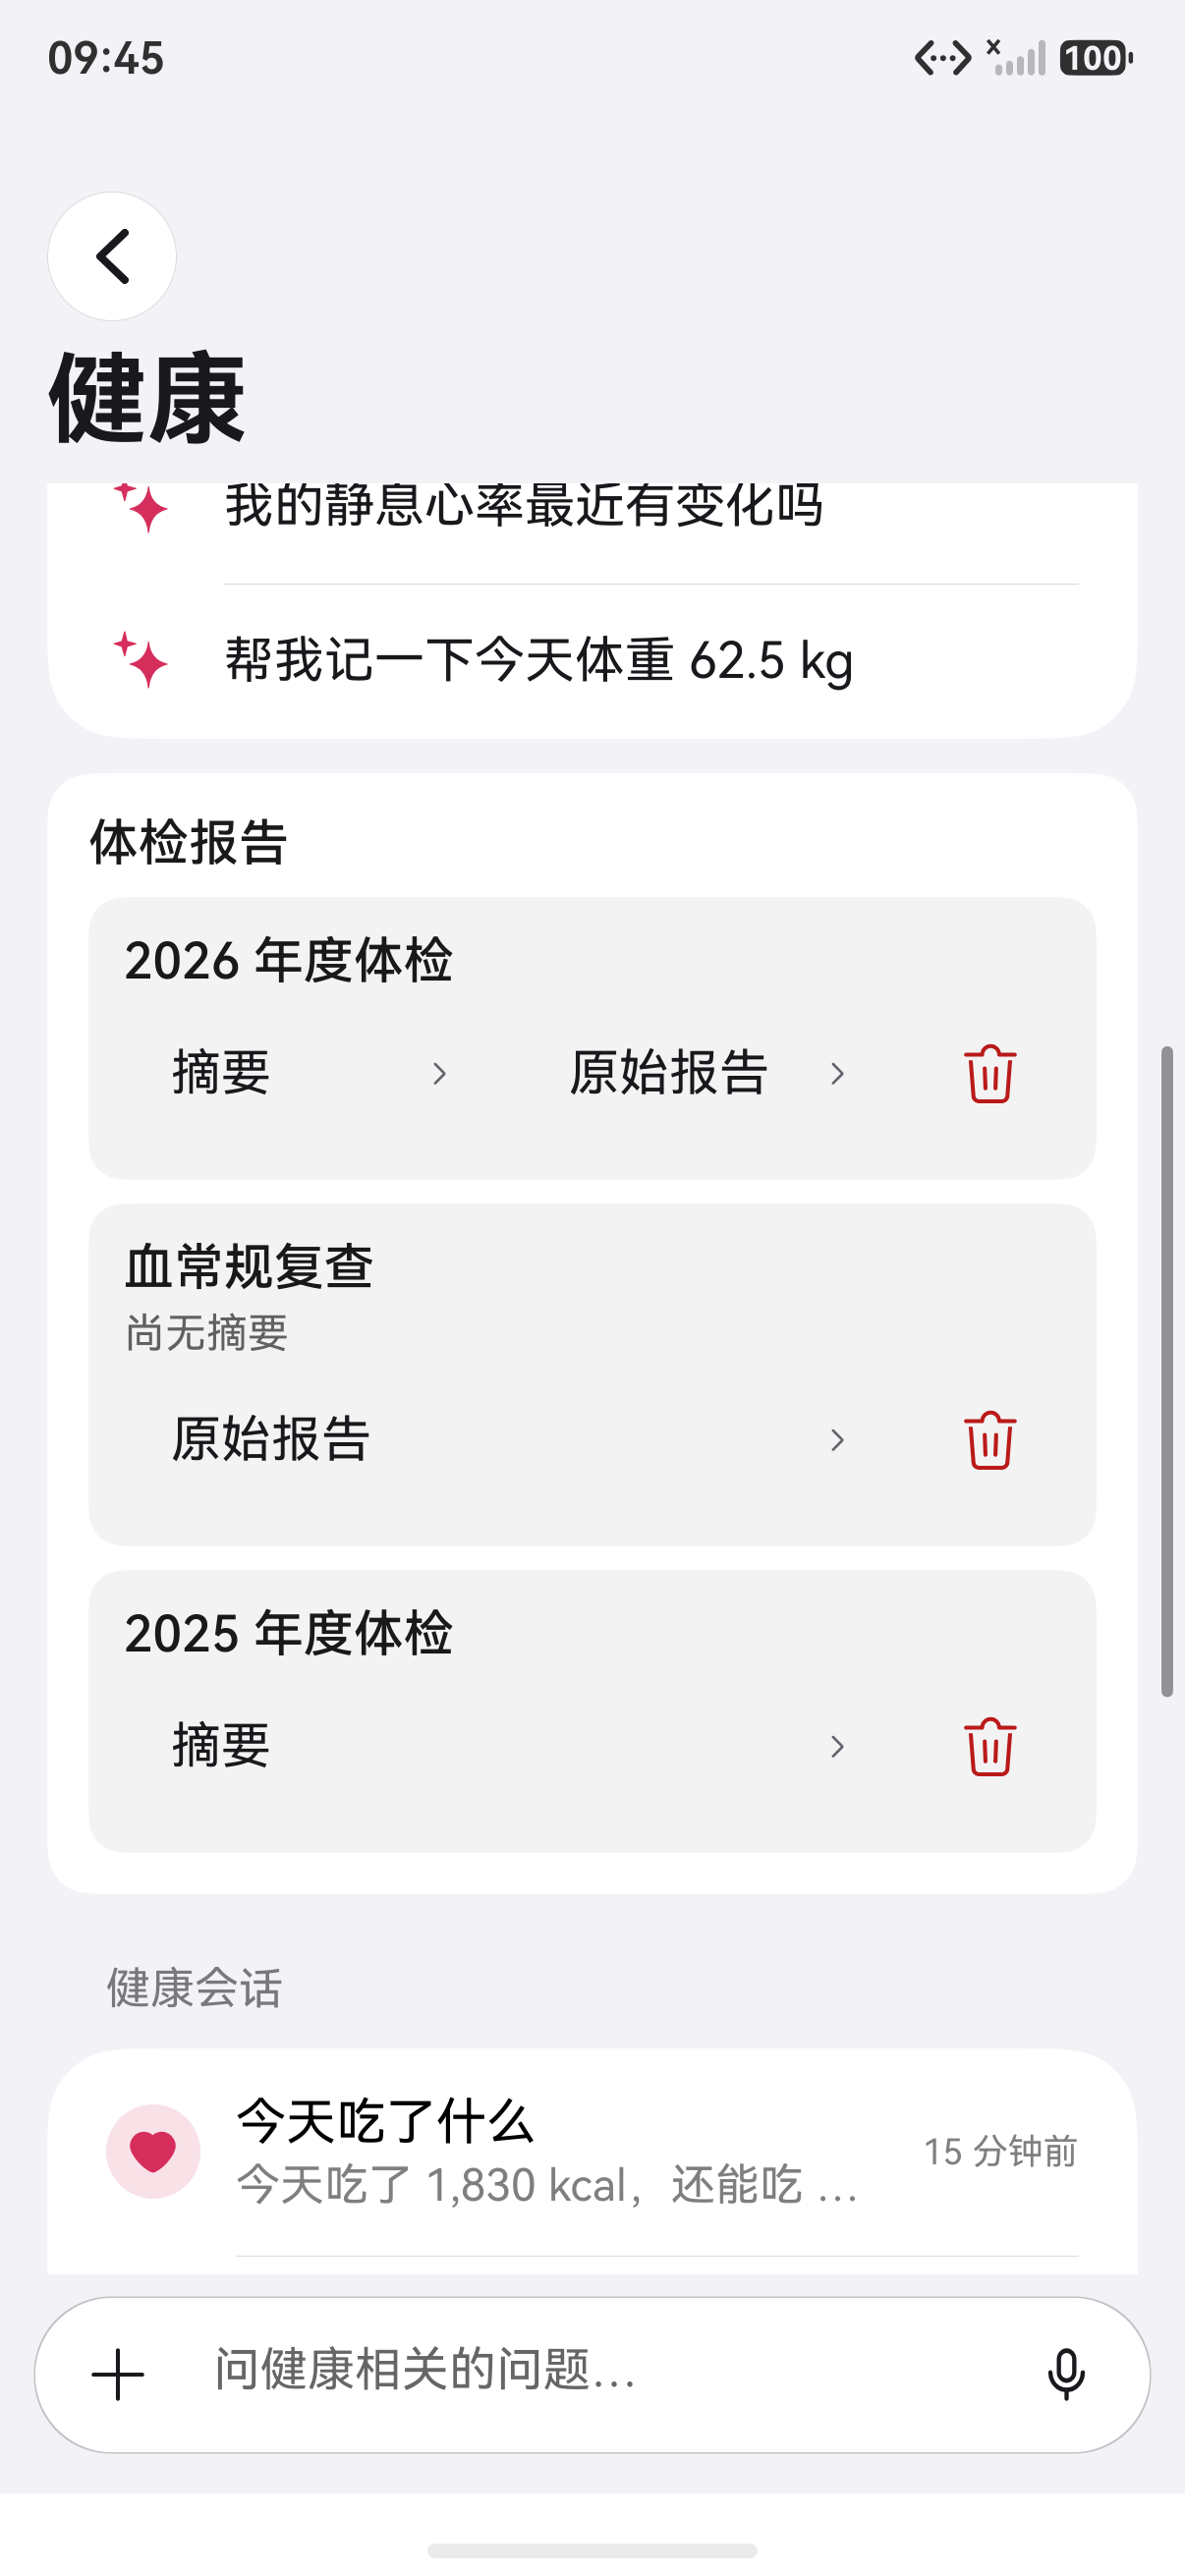 09:45
100
健康
我的静息心率最近有变化吗
帮我记一下今天体重 62.5 kg
体检报告
2026 年度体检
摘要
原始报告
血常规复查
尚无摘要
原始报告
2025 年度体检
摘要
健康会话
今天吃了什么
15 分钟前
今天吃了 1,830 kcal，还能吃 …
问健康相关的问题…